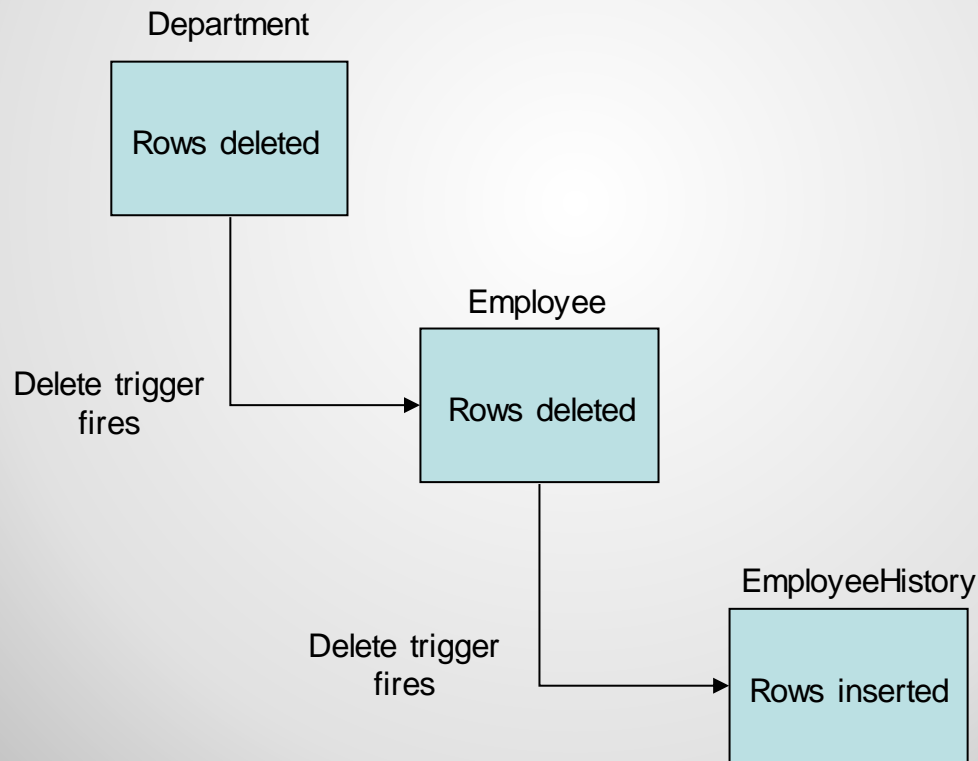 Department
Rows deleted
Employee
Delete trigger
fires
Rows deleted
EmployeeHistory
Delete trigger
fires
Rows inserted